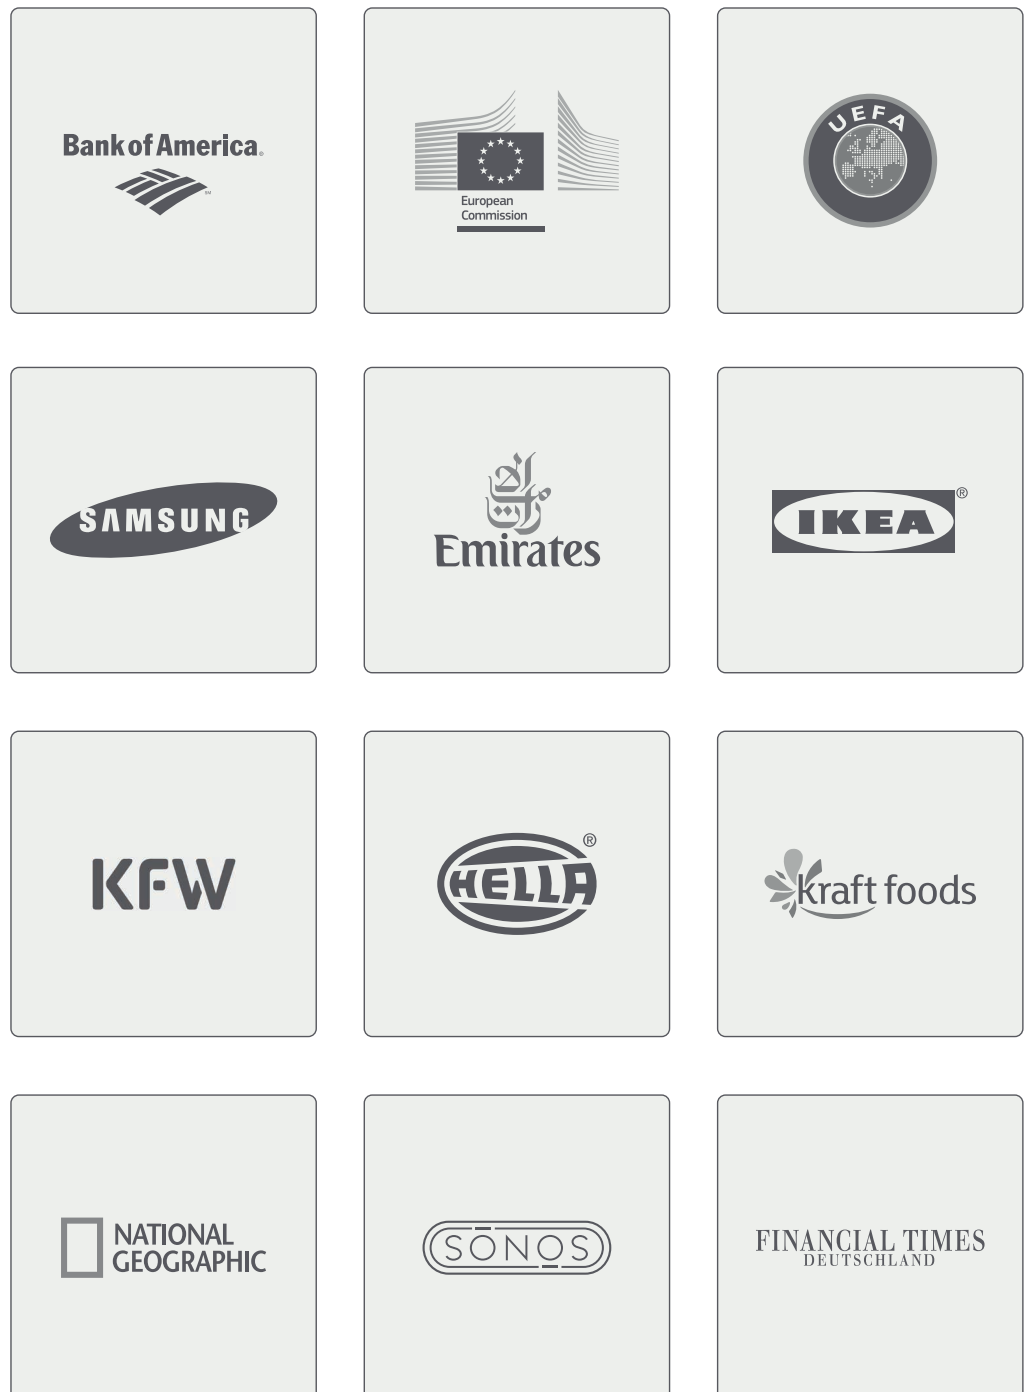 Bank of America
European
Commission
UEFA
SAMSUNG
Emirates
IKEA
KFW
HELLA
kraft foods
NATIONAL
GEOGRAPHIC
SONOS
FINANCIAL TIMES
DEUTSCHLAND